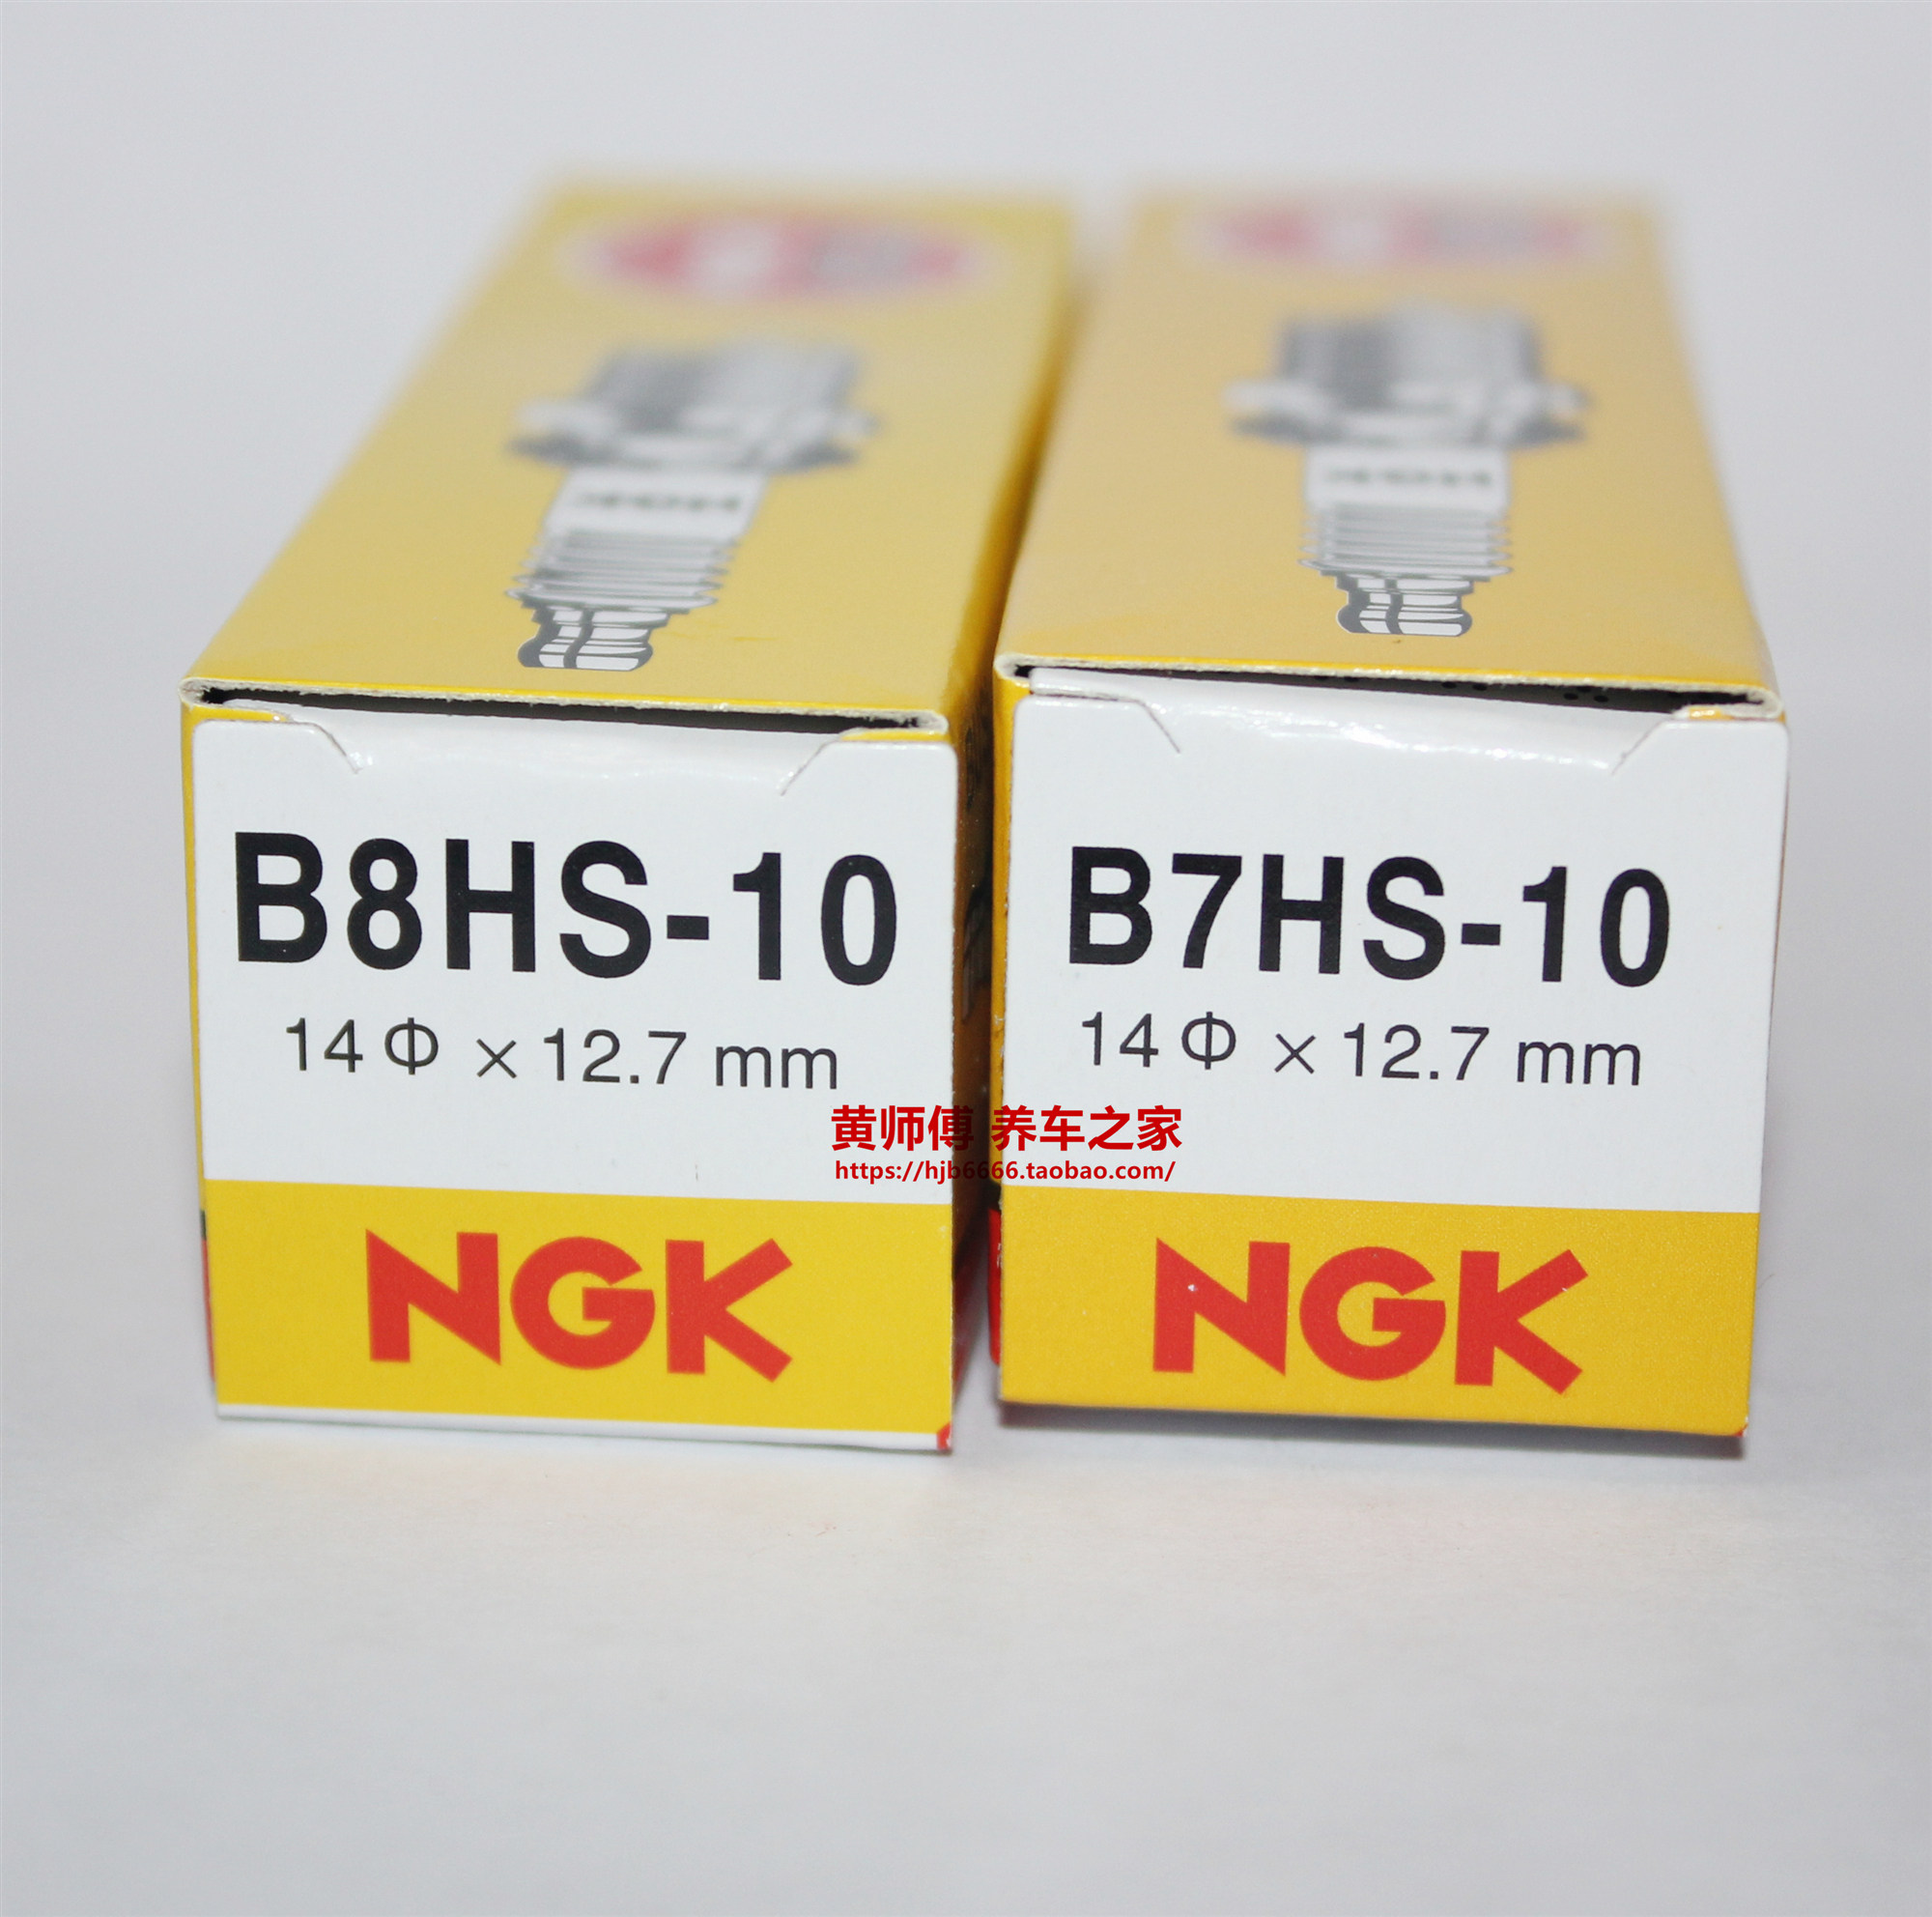 B8HS-10
14 Φ × 12.7 mm
NGK
B7HS-10
14 Φ × 12.7 mm
NGK
黄师傅 养车之家
https://hjb6666.taobao.com/